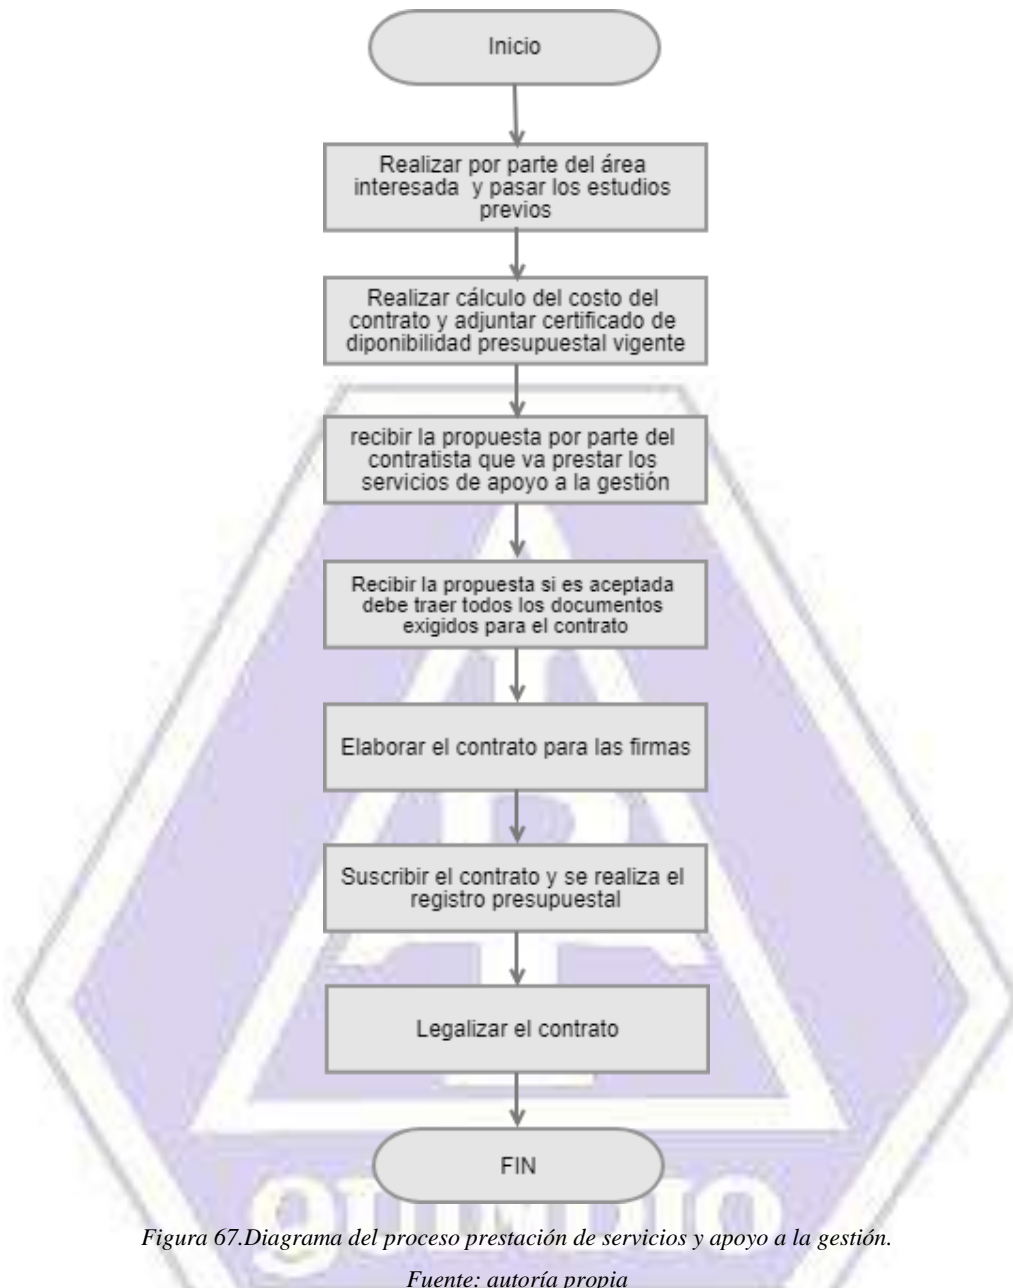 Inicio
Realizar por parte del área
interesada y pasar los estudios
previos
Realizar cálculo del costo del
contrato y adjuntar certificado de
diponibilidad presupuestal vigente
recibir la propuesta por parte del
contratista que va prestar los
servicios de apoyo a la gestión
Recibir la propuesta si es aceptada
debe traer todos los documentos
exigidos para el contrato
Elaborar el contrato para las firmas
Suscribir el contrato y se realiza el
registro presupuestal
Legalizar el contrato
FIN
QUINDIO
Figura 67.Diagrama del proceso prestación de servicios y apoyo a la gestión.
Fuente: autoría propia